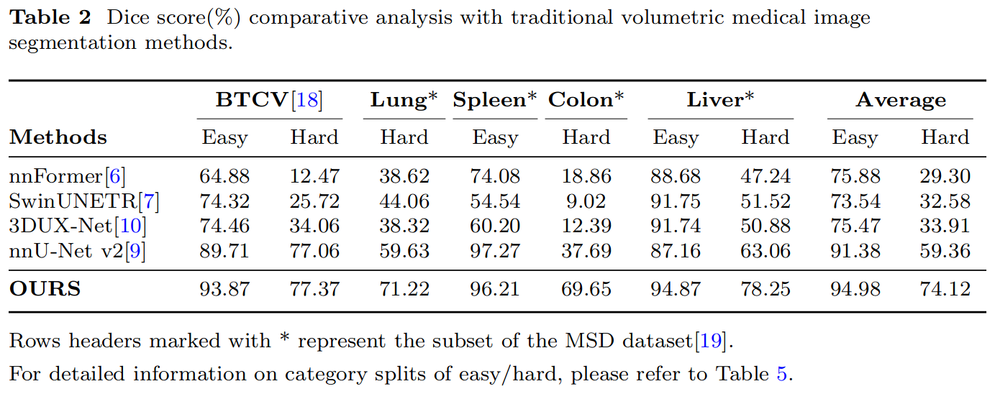 Table 2 Dice score(%) comparative analysis with traditional volumetric medical image
segmentation methods.
BTCV[18] Lung* Spleen* Colon* Liver* Average
Methods Easy Hard Hard Easy Hard Easy Hard Easy Hard
nnFormer[6] 64.88 12.47 38.62 74.08 18.86 88.68 47.24 75.88 29.30
SwinUNETR[7] 74.32 25.72 44.06 54.54 9.02 91.75 51.52 73.54 32.58
3DUX-Net[10] 74.46 34.06 38.32 60.20 12.39 91.74 50.88 75.47 33.91
nnU-Net v2[9] 89.71 77.06 59.63 97.27 37.69 87.16 63.06 91.38 59.36
OURS 93.87 77.37 71.22 96.21 69.65 94.87 78.25 94.98 74.12
Rows headers marked with * represent the subset of the MSD dataset[19].
For detailed information on category splits of easy/hard, please refer to Table 5.